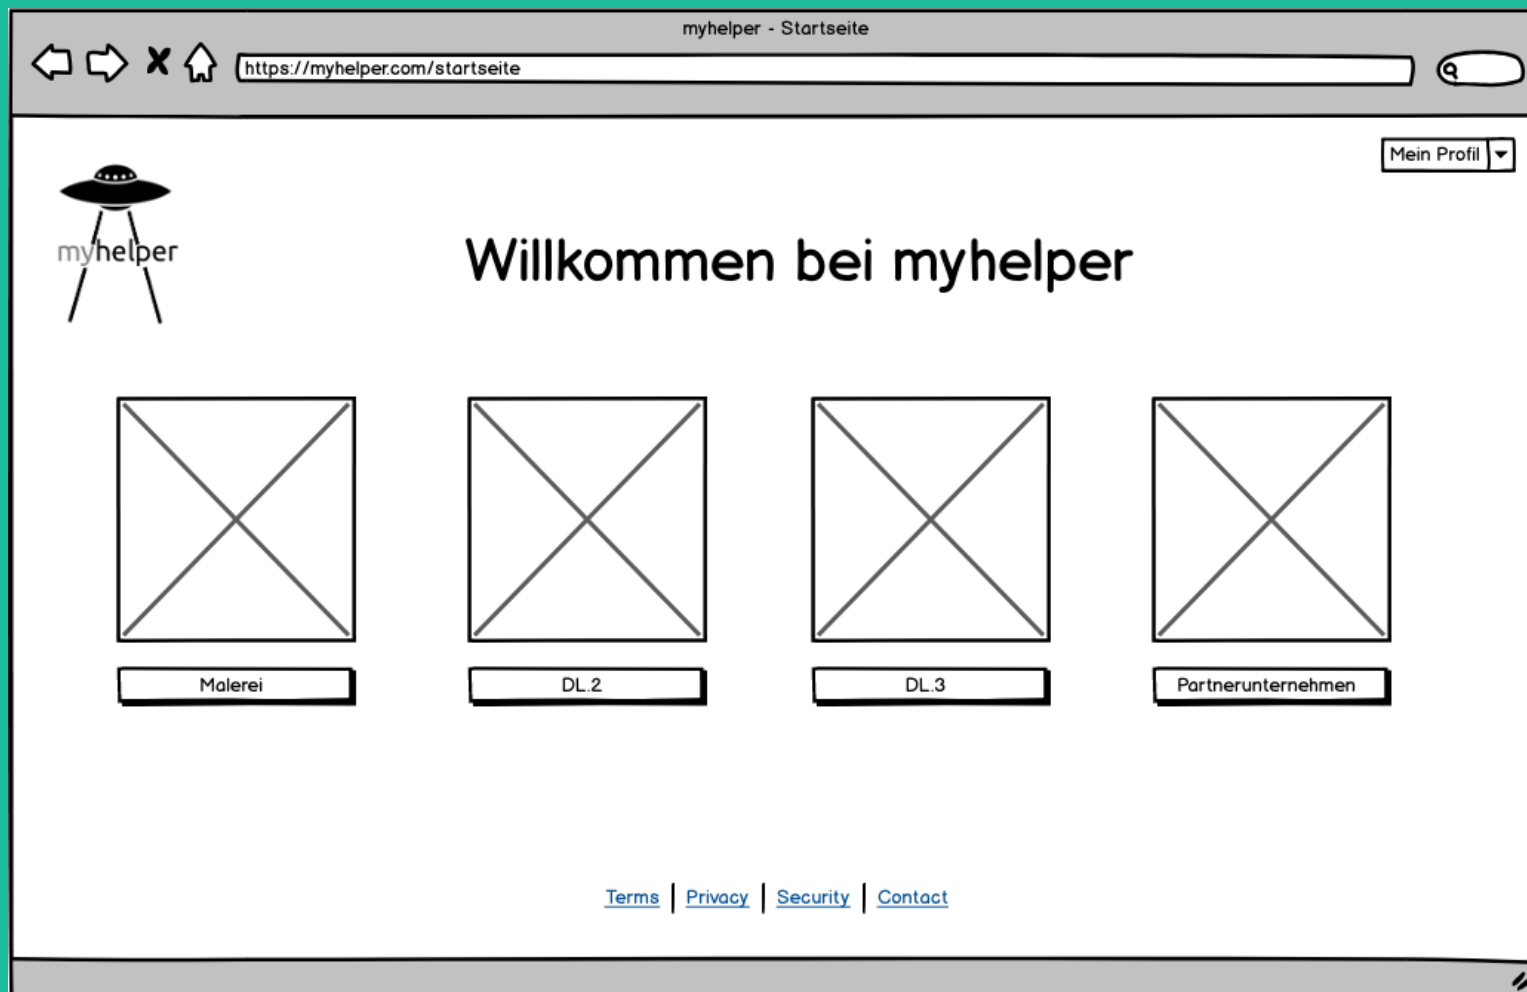 myhelper - Startseite
https://myhelper.com/startseite
Mein Profil
myhelper
Willkommen bei myhelper
Malerei
DL.2
DL.3
Partnerunternehmen
Terms | Privacy | Security | Contact